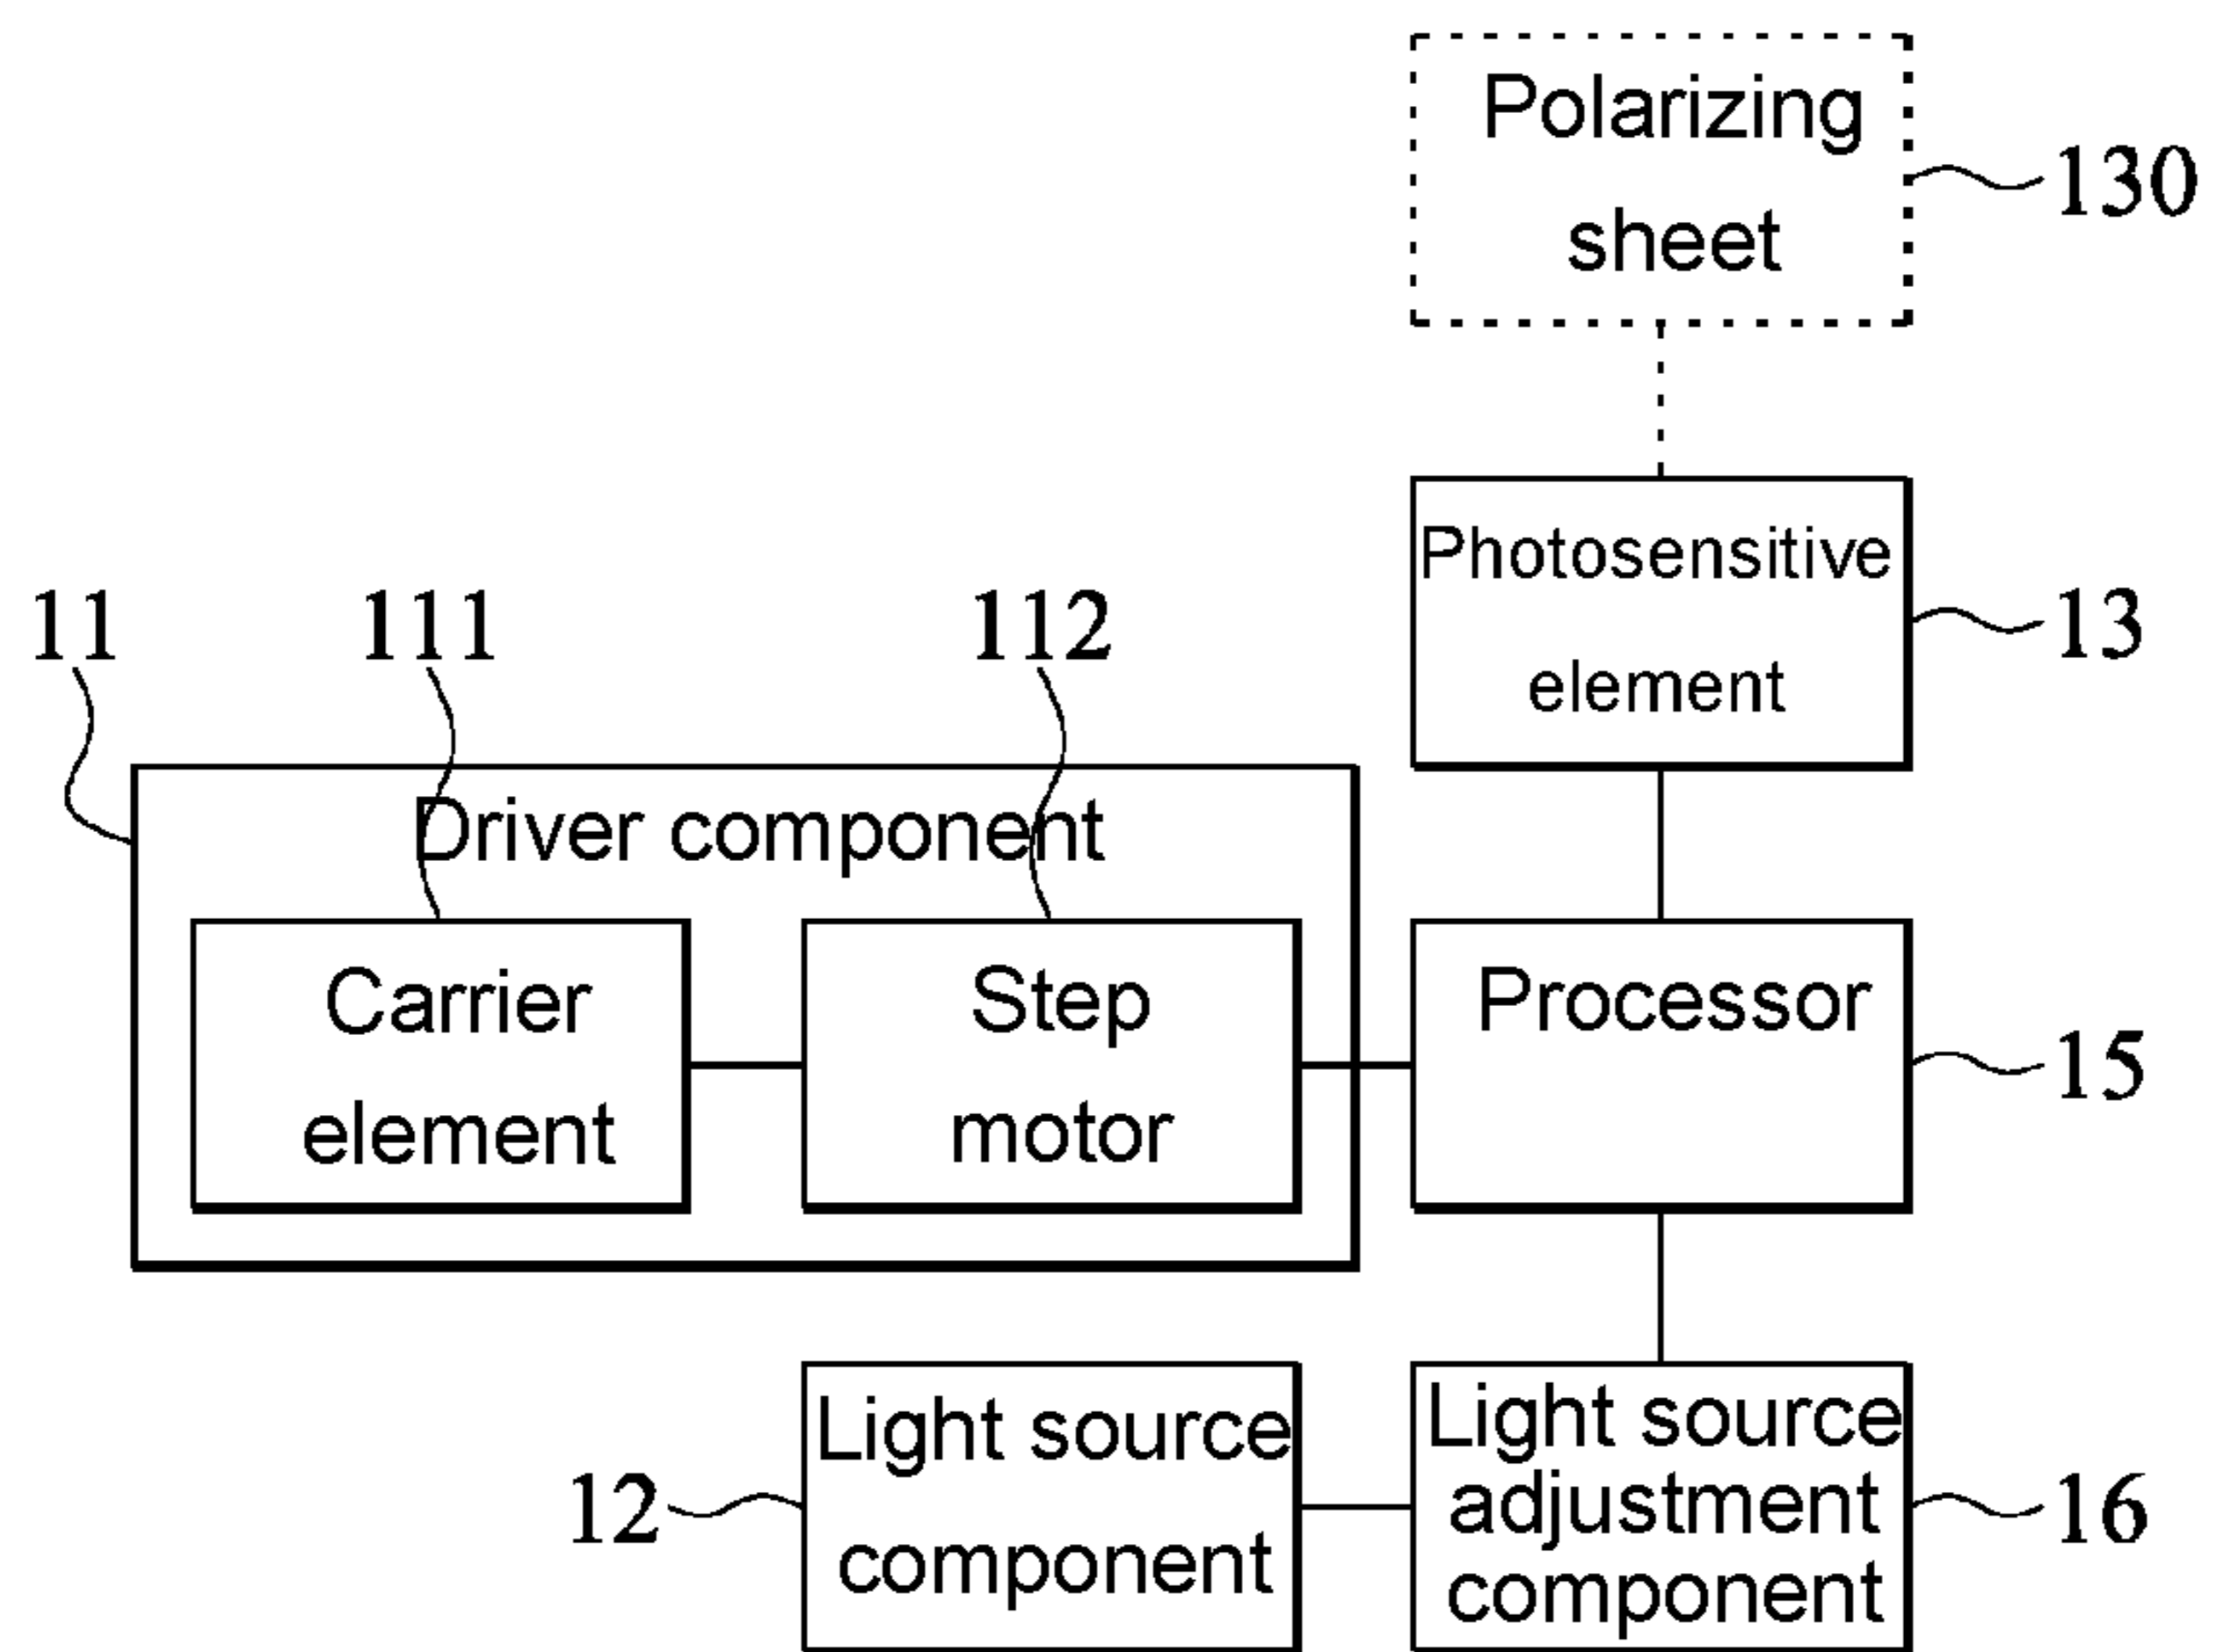 Polarizing
sheet
130
Photosensitive
element
13
11
111
112
Driver component
Carrier
element
Step
motor
Processor
15
12
Light source
component
Light source
adjustment
component
16